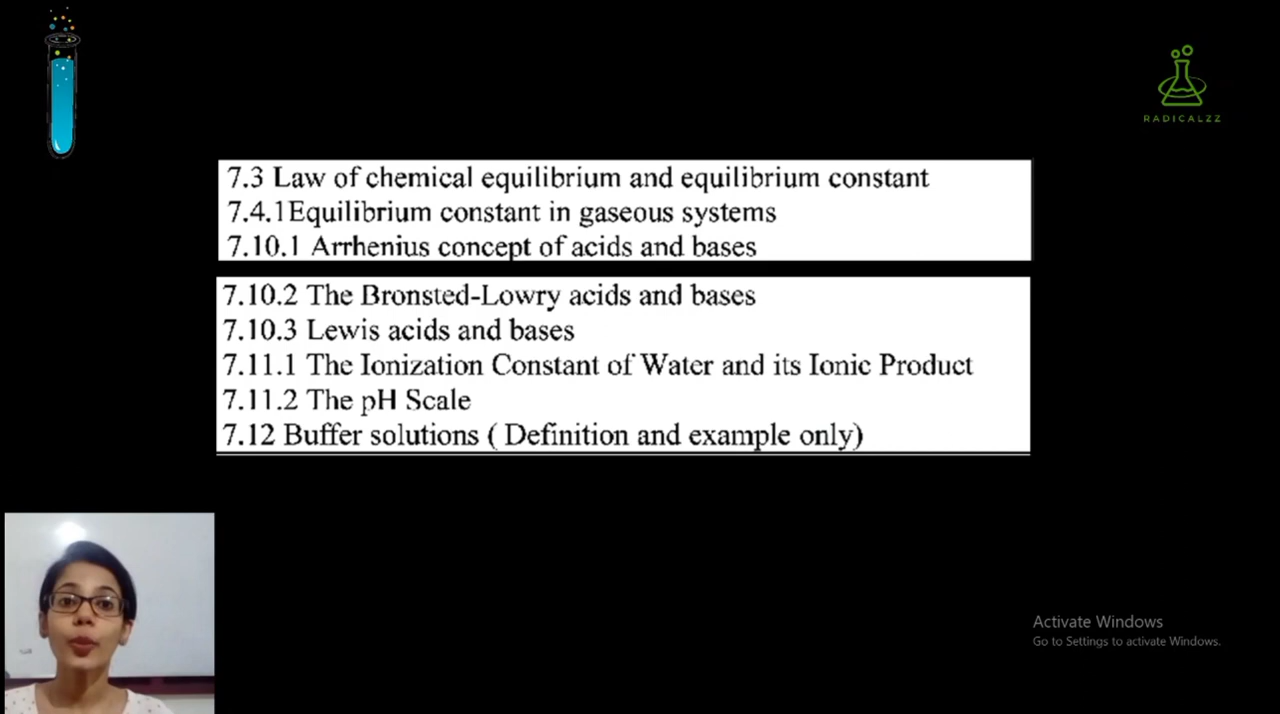 RADICALZZ
7.3 Law of chemical equilibrium and equilibrium constant
7.4.1Equilibrium constant in gaseous systems
7.10.1 Arrhenius concept of acids and bases
7.10.2 The Bronsted-Lowry acids and bases
7.10.3 Lewis acids and bases
7.11.1 The Ionization Constant of Water and its Ionic Product
7.11.2 The pH Scale
7.12 Buffer solutions ( Definition and example only)
Activate Windows
Go to Settings to activate Windows.